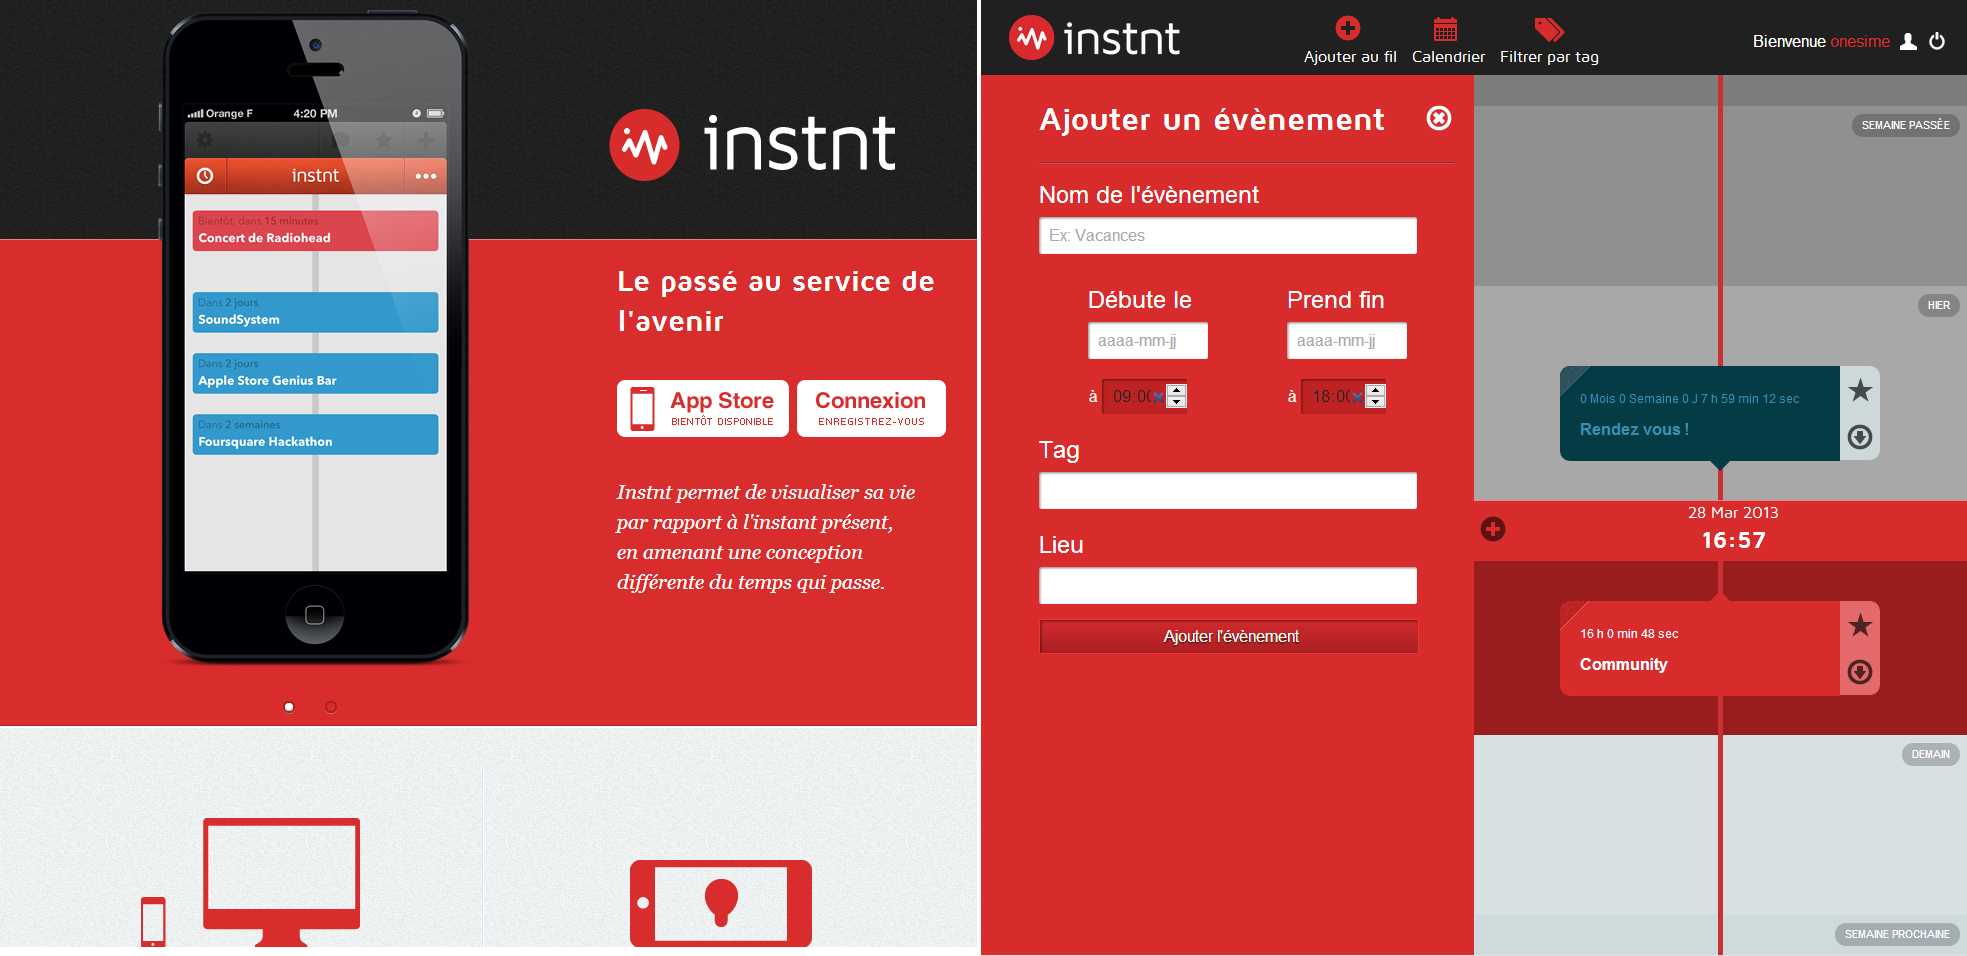 Orange F 4:20 PM
instnt
Bientôt, dans 15 minutes
Concert de Radiohead
Dans 2 jours
SoundSystem
Dans 2 jours
Apple Store Genius Bar
Dans 2 semaines
Foursquare Hackathon
instnt
Le passé au service de
l'avenir
App Store
BIENTÔT DISPONIBLE
Connexion
ENREGISTREZ-VOUS
Instnt permet de visualiser sa vie
par rapport à l'instant présent,
en amenant une conception
différente du temps qui passe.
instnt
Ajouter au fil
Calendrier
Filtrer par tag
Bienvenue onesime
Ajouter un évènement
Nom de l'évènement
Ex: Vacances
Débute le
Prend fin
aaaa-mm-jj
aaaa-mm-jj
à 09:00
à 18:00
Tag
Lieu
Ajouter l'évènement
SEMAINE PASSÉE
HIER
0 Mois 0 Semaine 0 J 7 h 59 min 12 sec
Rendez vous !
28 Mar 2013
16:57
16 h 0 min 48 sec
Community
DEMAIN
SEMAINE PROCHAINE